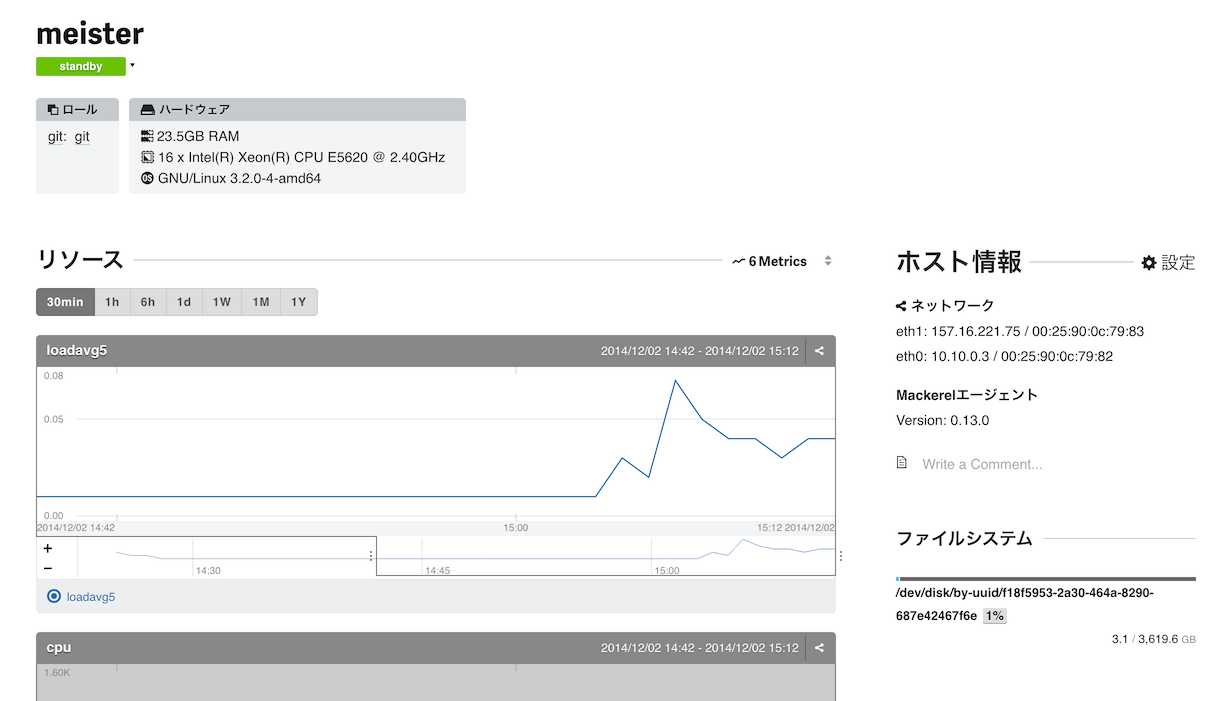 meister
standby
ロール
git: git
ハードウェア
23.5GB RAM
16 x Intel(R) Xeon(R) CPU E5620 @ 2.40GHz
GNU/Linux 3.2.0-4-amd64
リソース
6 Metrics
30min 1h 6h 1d 1W 1M 1Y
loadavg5 2014/12/02 14:42 - 2014/12/02 15:12
0.08
0.05
0.00
2014/12/02 14:42 15:00 15:12 2014/12/02
+
−
14:30 14:45 15:00
loadavg5
cpu 2014/12/02 14:42 - 2014/12/02 15:12
1.60K
ホスト情報
設定
ネットワーク
eth1: 157.16.221.75 / 00:25:90:0c:79:83
eth0: 10.10.0.3 / 00:25:90:0c:79:82
Mackerelエージェント
Version: 0.13.0
Write a Comment...
ファイルシステム
/dev/disk/by-uuid/f18f5953-2a30-464a-8290-
687e42467f6e 1%
3.1 / 3,619.6 GB